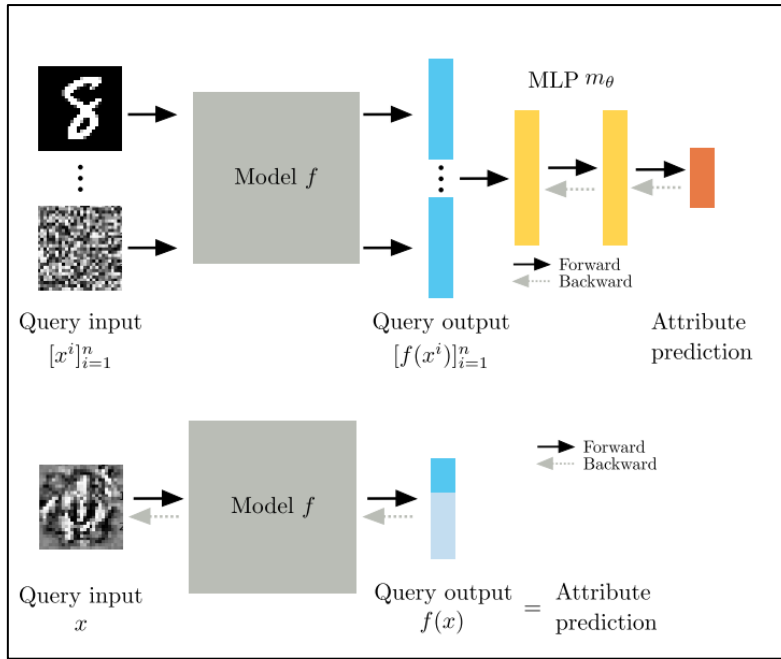 MLP $m_\theta$
Model $f$
Forward
Backward
Query input
$[x^i]_{i=1}^n$
Query output
$[f(x^i)]_{i=1}^n$
Attribute
prediction
Forward
Backward
Model $f$
Query input
$x$
Query output
$f(x)$
=
Attribute
prediction